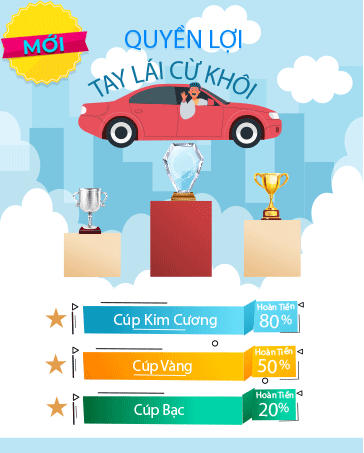 MỚI
QUYỀN LỢI
TAY LÁI CỪ KHÔI
Cúp Kim Cương
Hoàn Tiền
80%
Cúp Vàng
Hoàn Tiền
50%
Cúp Bạc
Hoàn Tiền
20%